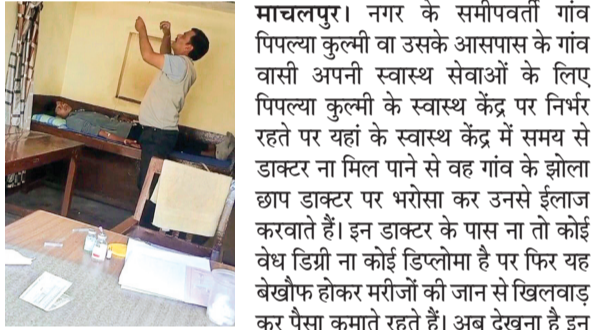 माचलपुर। नगर के समीपवर्ती गांव
पिपल्या कुल्मी वा उसके आसपास के गांव
वासी अपनी स्वास्थ सेवाओं के लिए
पिपल्या कुल्मी के स्वास्थ केंद्र पर निर्भर
रहते पर यहां के स्वास्थ केंद्र में समय से
डाक्टर ना मिल पाने से वह गांव के झोला
छाप डाक्टर पर भरोसा कर उनसे ईलाज
करवाते हैं। इन डाक्टर के पास ना तो कोई
वेध डिग्री ना कोई डिप्लोमा है पर फिर यह
बेखौफ होकर मरीजों की जान से खिलवाड़
कर पैसा कमाते रहते हैं। अब देखना है इन